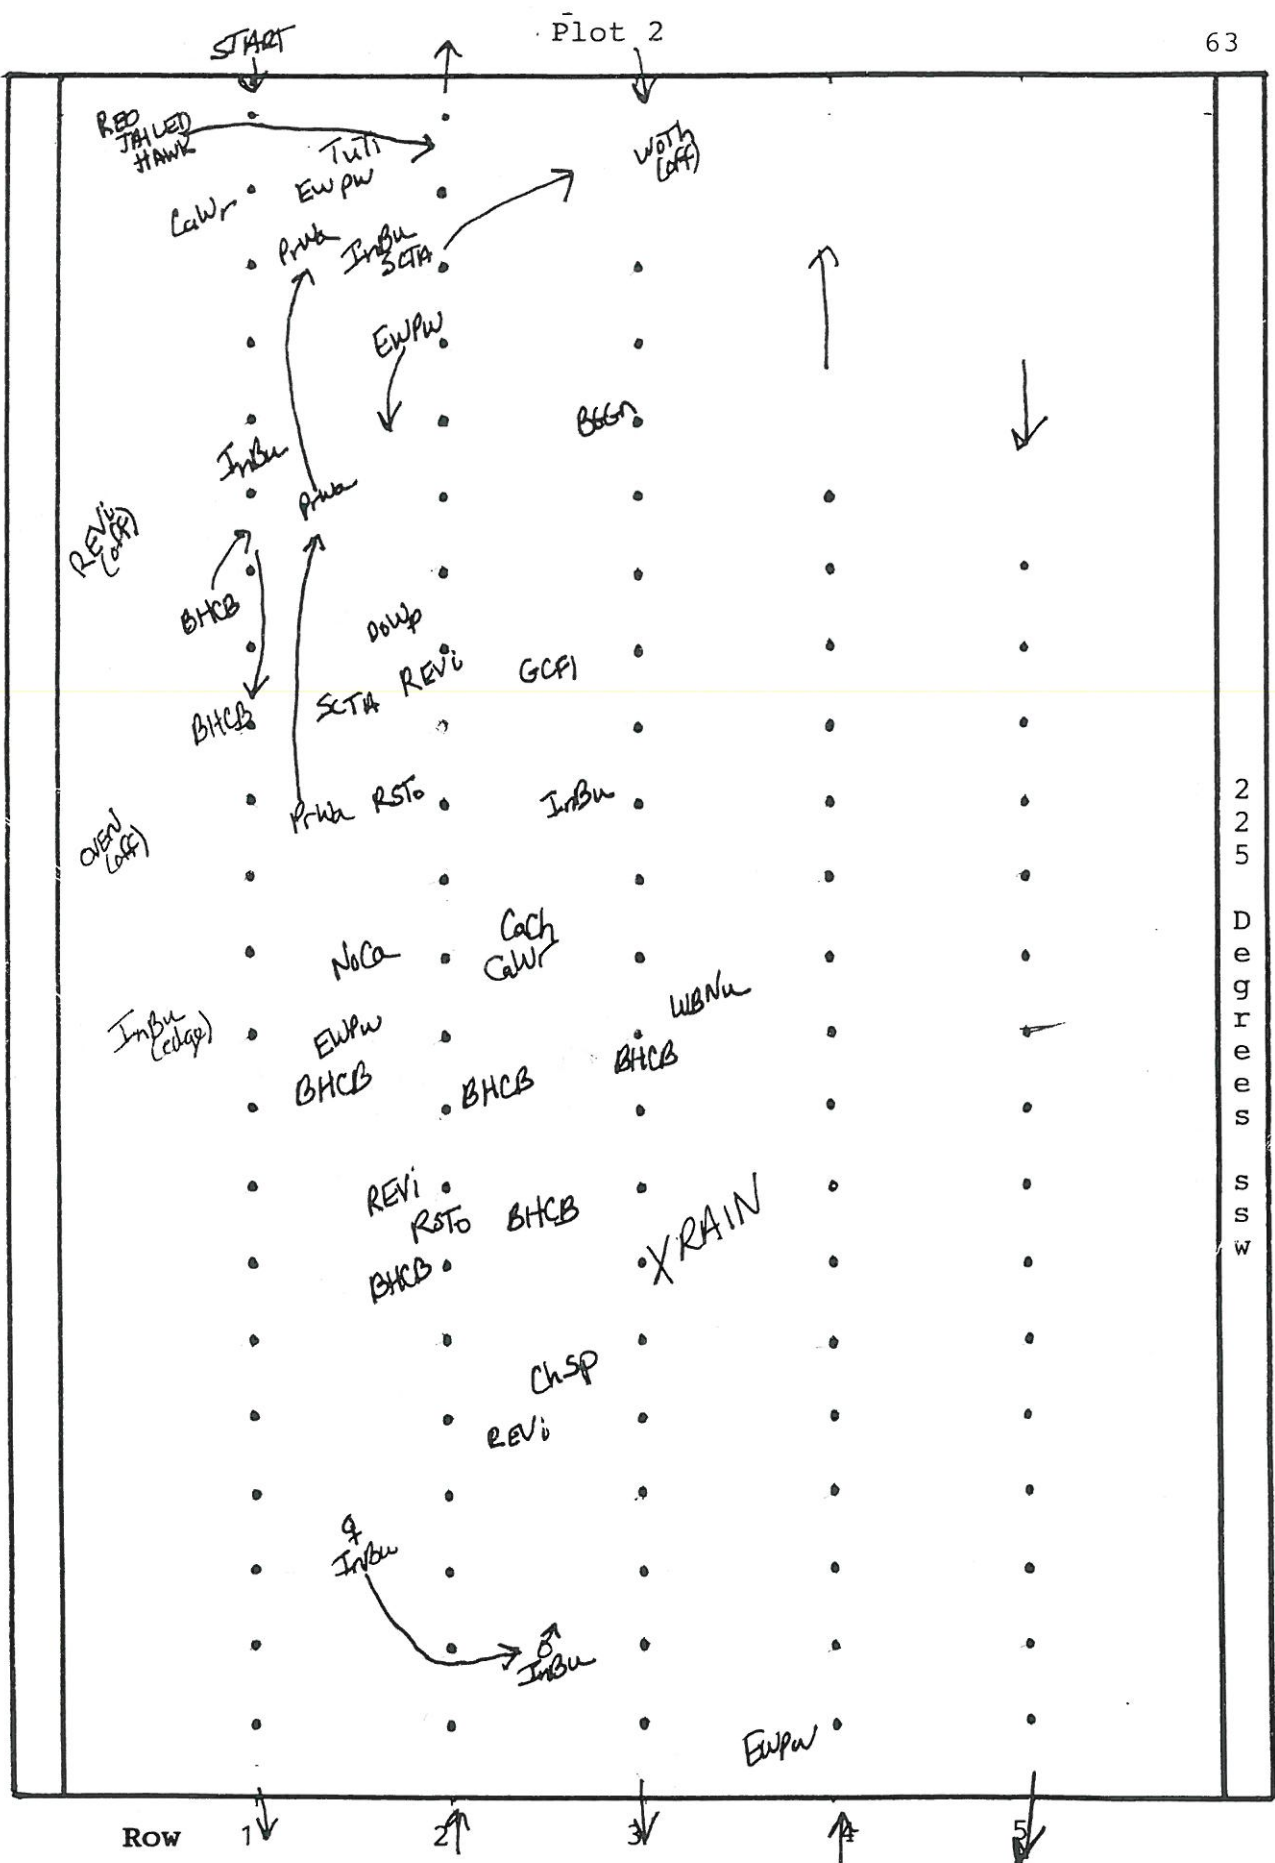 Plot 2
63
START
RED
TAILED
HAWK
TuTi
EWPW
WOTh
(off)
CaWr
PrWa
InBu
SCTA
EWPW
BGGn
InBu
PrWa
REVi
(off)
BHCB
DoWp
REVi
GCFl
SCTA
BHCB
PrWa
RSTo
InBu
OVEN
(off)
CaCh
NoCa
CaWr
WBNu
InBu
(edge)
EWPW
BHCB
BHCB
BHCB
REVi
RSTo
BHCB
X RAIN
BHCB
ChSp
REVi
♀
InBu
♂
InBu
EWPW
225 Degrees SSW
Row 1 2 3 4 5